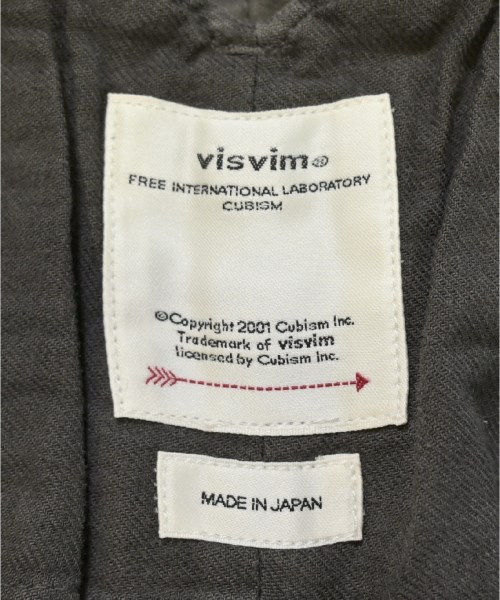 visvim®
FREE INTERNATIONAL LABORATORY
CUBISM
©Copyright 2001 Cubism Inc.
Trademark of visvim
licensed by Cubism Inc.
MADE IN JAPAN